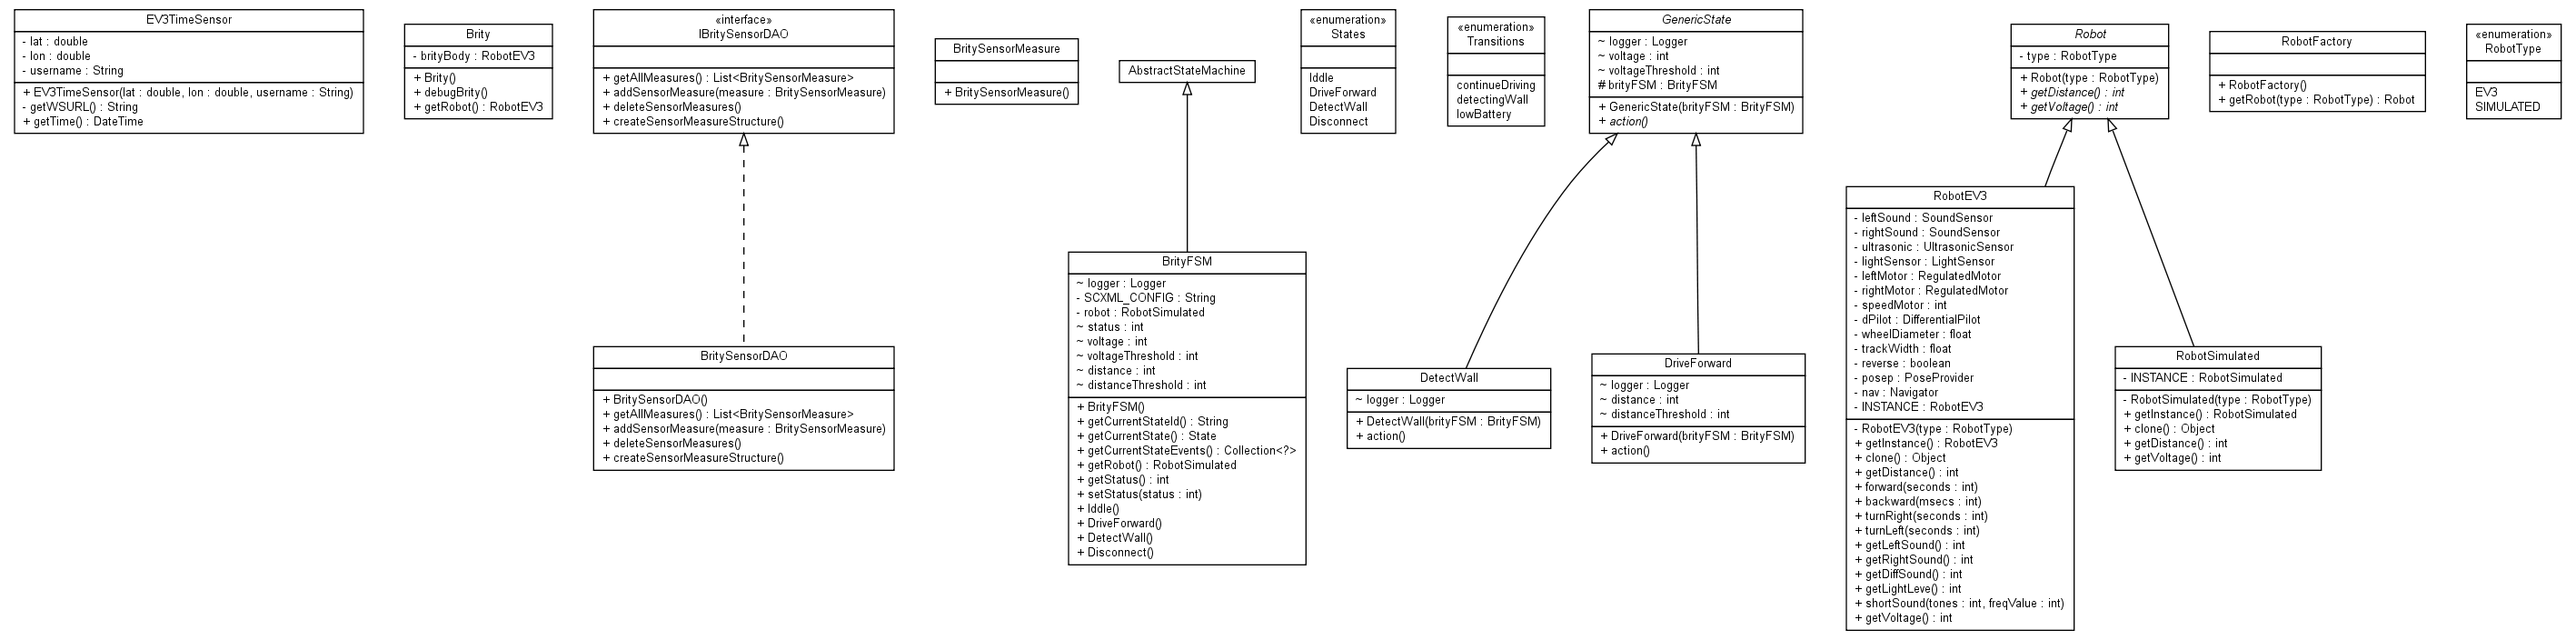 EV3TimeSensor
- lat : double
- lon : double
- username : String
+ EV3TimeSensor(lat : double, lon : double, username : String)
- getWSURL() : String
+ getTime() : DateTime
Brity
- brityBody : RobotEV3
+ Brity()
+ debugBrity()
+ getRobot() : RobotEV3
«interface»
IBritySensorDAO
+ getAllMeasures() : List<BritySensorMeasure>
+ addSensorMeasure(measure : BritySensorMeasure)
+ deleteSensorMeasures()
+ createSensorMeasureStructure()
BritySensorDAO
+ BritySensorDAO()
+ getAllMeasures() : List<BritySensorMeasure>
+ addSensorMeasure(measure : BritySensorMeasure)
+ deleteSensorMeasures()
+ createSensorMeasureStructure()
BritySensorMeasure
+ BritySensorMeasure()
AbstractStateMachine
BrityFSM
~ logger : Logger
- SCXML_CONFIG : String
- robot : RobotSimulated
~ status : int
~ voltage : int
~ voltageThreshold : int
~ distance : int
~ distanceThreshold : int
+ BrityFSM()
+ getCurrentStateId() : String
+ getCurrentState() : State
+ getCurrentStateEvents() : Collection<?>
+ getRobot() : RobotSimulated
+ getStatus() : int
+ setStatus(status : int)
+ Iddle()
+ DriveForward()
+ DetectWall()
+ Disconnect()
«enumeration»
States
Iddle
DriveForward
DetectWall
Disconnect
«enumeration»
Transitions
continueDriving
detectingWall
lowBattery
GenericState
~ logger : Logger
~ voltage : int
~ voltageThreshold : int
# brityFSM : BrityFSM
+ GenericState(brityFSM : BrityFSM)
+ action()
DetectWall
~ logger : Logger
+ DetectWall(brityFSM : BrityFSM)
+ action()
DriveForward
~ logger : Logger
~ distance : int
~ distanceThreshold : int
+ DriveForward(brityFSM : BrityFSM)
+ action()
Robot
- type : RobotType
+ Robot(type : RobotType)
+ getDistance() : int
+ getVoltage() : int
RobotEV3
- leftSound : SoundSensor
- rightSound : SoundSensor
- ultrasonic : UltrasonicSensor
- lightSensor : LightSensor
- leftMotor : RegulatedMotor
- rightMotor : RegulatedMotor
- speedMotor : int
- dPilot : DifferentialPilot
- wheelDiameter : float
- trackWidth : float
- reverse : boolean
- posep : PoseProvider
- nav : Navigator
- INSTANCE : RobotEV3
- RobotEV3(type : RobotType)
+ getInstance() : RobotEV3
+ clone() : Object
+ getDistance() : int
+ forward(seconds : int)
+ backward(msecs : int)
+ turnRight(seconds : int)
+ turnLeft(seconds : int)
+ getLeftSound() : int
+ getRightSound() : int
+ getDiffSound() : int
+ getLightLeve() : int
+ shortSound(tones : int, freqValue : int)
+ getVoltage() : int
RobotSimulated
- INSTANCE : RobotSimulated
- RobotSimulated(type : RobotType)
+ getInstance() : RobotSimulated
+ clone() : Object
+ getDistance() : int
+ getVoltage() : int
RobotFactory
+ RobotFactory()
+ getRobot(type : RobotType) : Robot
«enumeration»
RobotType
EV3
SIMULATED